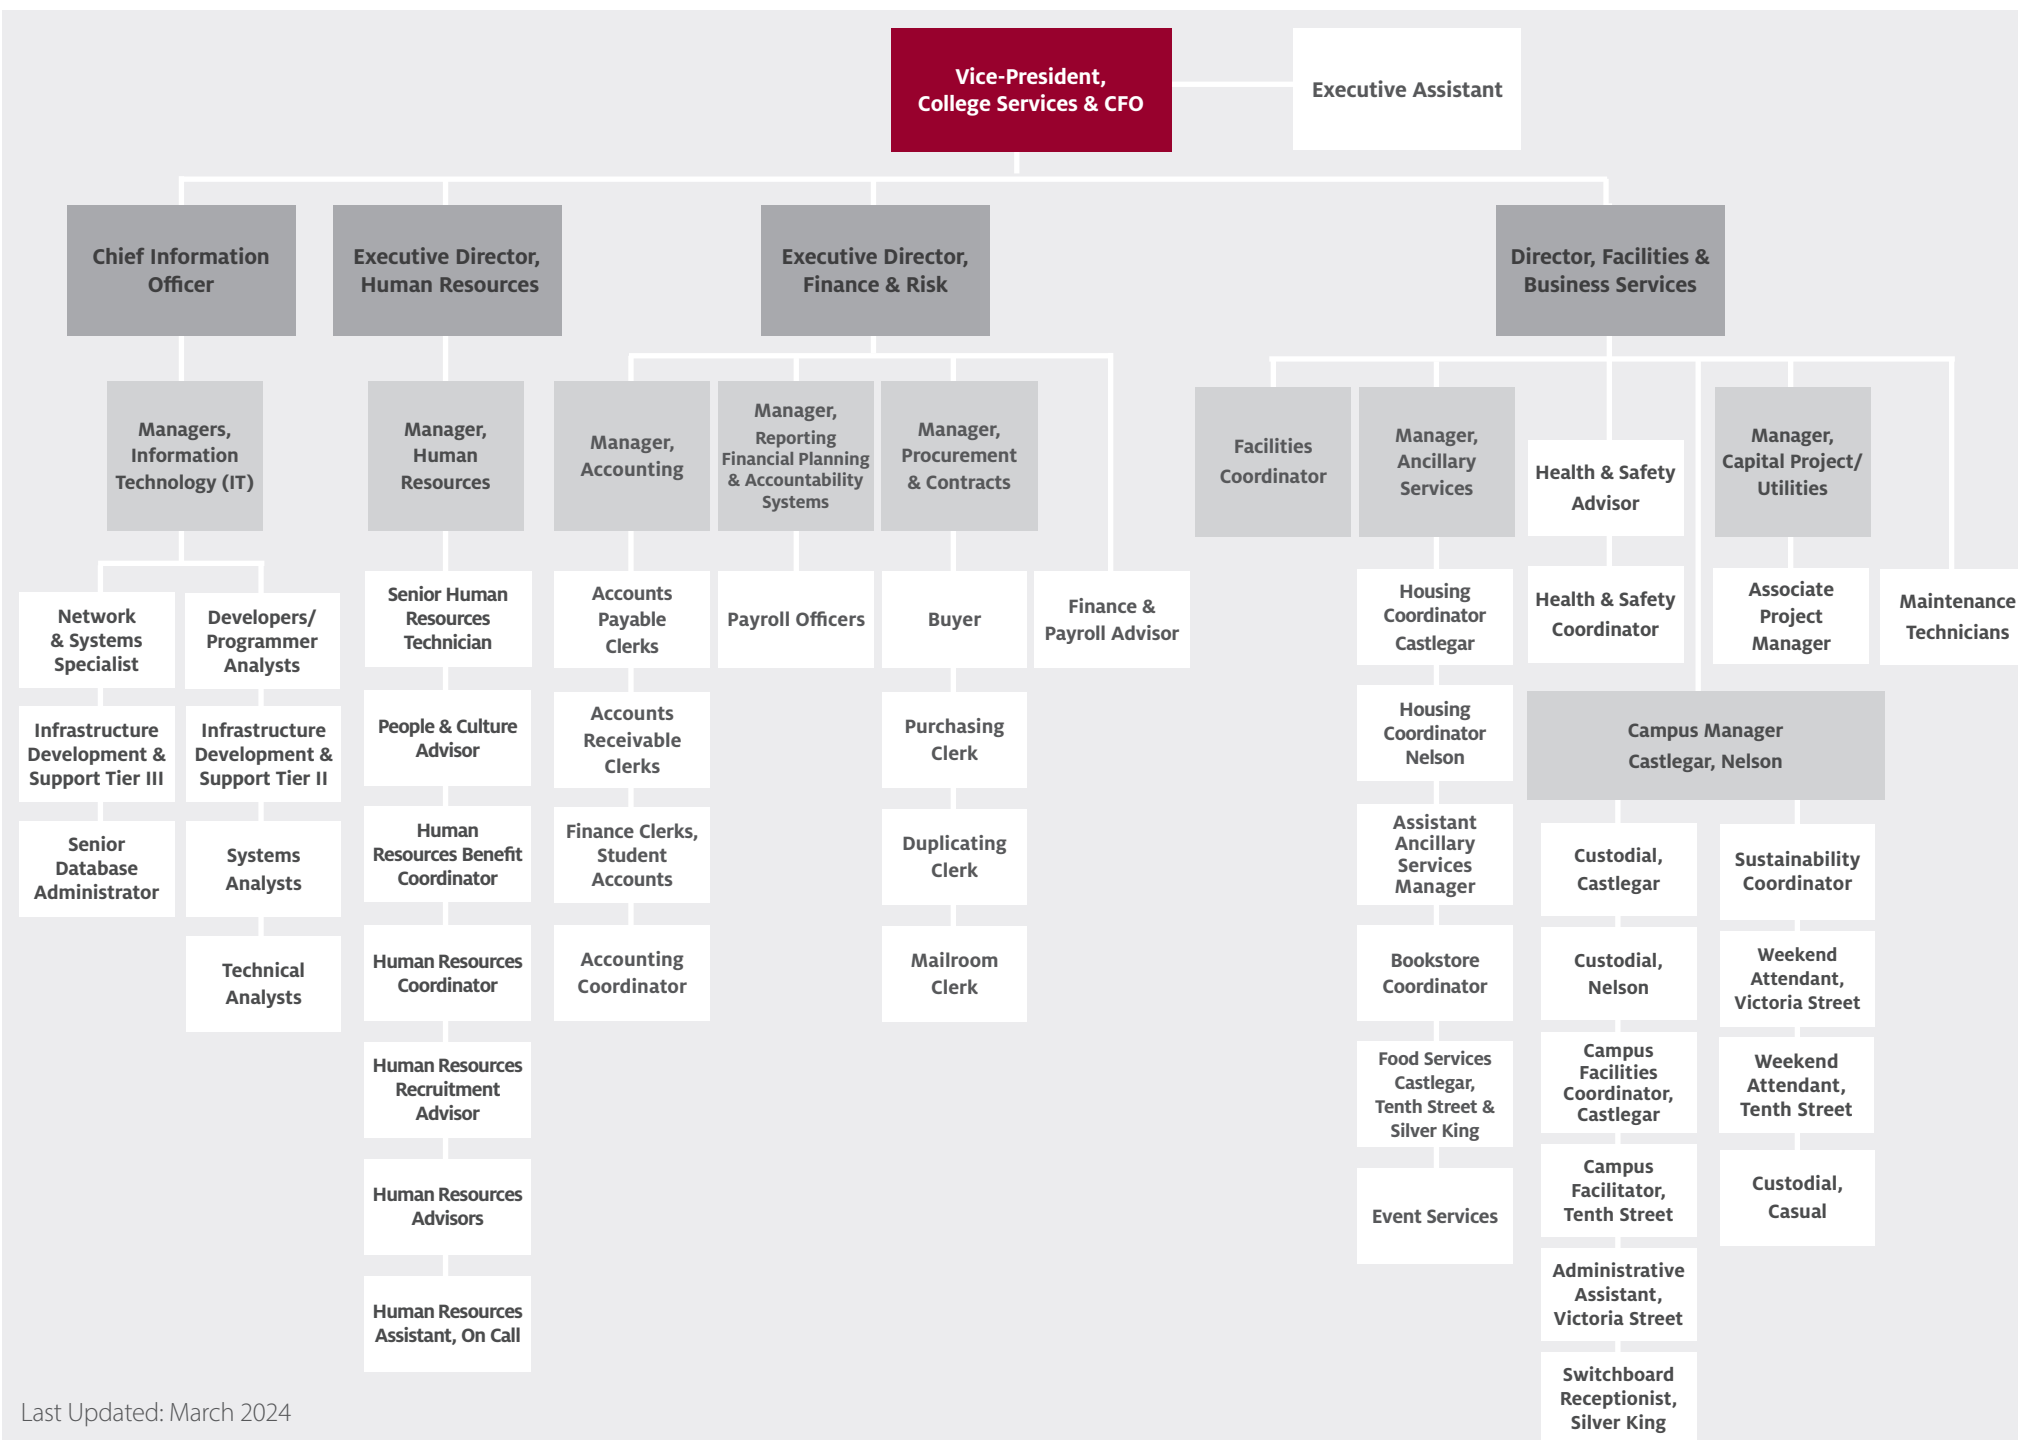 Vice-President,
College Services & CFO
Executive Assistant
Chief Information
Officer
Executive Director,
Human Resources
Executive Director,
Finance & Risk
Director, Facilities &
Business Services
Managers,
Information
Technology (IT)
Manager,
Human
Resources
Manager,
Accounting
Manager,
Reporting
Financial Planning
& Accountability
Systems
Manager,
Procurement
& Contracts
Facilities
Coordinator
Manager,
Ancillary
Services
Health & Safety
Advisor
Manager,
Capital Project/
Utilities
Network
& Systems
Specialist
Developers/
Programmer
Analysts
Senior Human
Resources
Technician
Accounts
Payable
Clerks
Payroll Officers
Buyer
Finance &
Payroll Advisor
Housing
Coordinator
Castlegar
Health & Safety
Coordinator
Associate
Project
Manager
Maintenance
Technicians
Infrastructure
Development &
Support Tier III
Infrastructure
Development &
Support Tier II
People & Culture
Advisor
Accounts
Receivable
Clerks
Purchasing
Clerk
Housing
Coordinator
Nelson
Campus Manager
Castlegar, Nelson
Senior
Database
Administrator
Systems
Analysts
Human
Resources Benefit
Coordinator
Finance Clerks,
Student
Accounts
Duplicating
Clerk
Assistant
Ancillary
Services
Manager
Custodial,
Castlegar
Sustainability
Coordinator
Technical
Analysts
Human Resources
Coordinator
Accounting
Coordinator
Mailroom
Clerk
Bookstore
Coordinator
Custodial,
Nelson
Weekend
Attendant,
Victoria Street
Human Resources
Recruitment
Advisor
Food Services
Castlegar,
Tenth Street &
Silver King
Campus
Facilities
Coordinator,
Castlegar
Weekend
Attendant,
Tenth Street
Human Resources
Advisors
Event Services
Campus
Facilitator,
Tenth Street
Custodial,
Casual
Human Resources
Assistant, On Call
Administrative
Assistant,
Victoria Street
Switchboard
Receptionist,
Silver King
Last Updated: March 2024